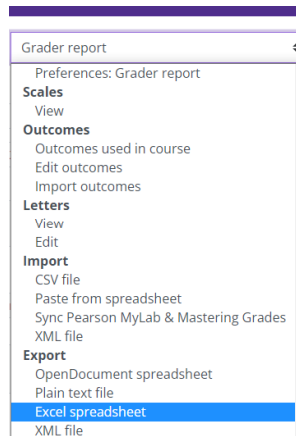 Grader report
Preferences: Grader report
Scales
View
Outcomes
Outcomes used in course
Edit outcomes
Import outcomes
Letters
View
Edit
Import
CSV file
Paste from spreadsheet
Sync Pearson MyLab & Mastering Grades
XML file
Export
OpenDocument spreadsheet
Plain text file
Excel spreadsheet
XML file